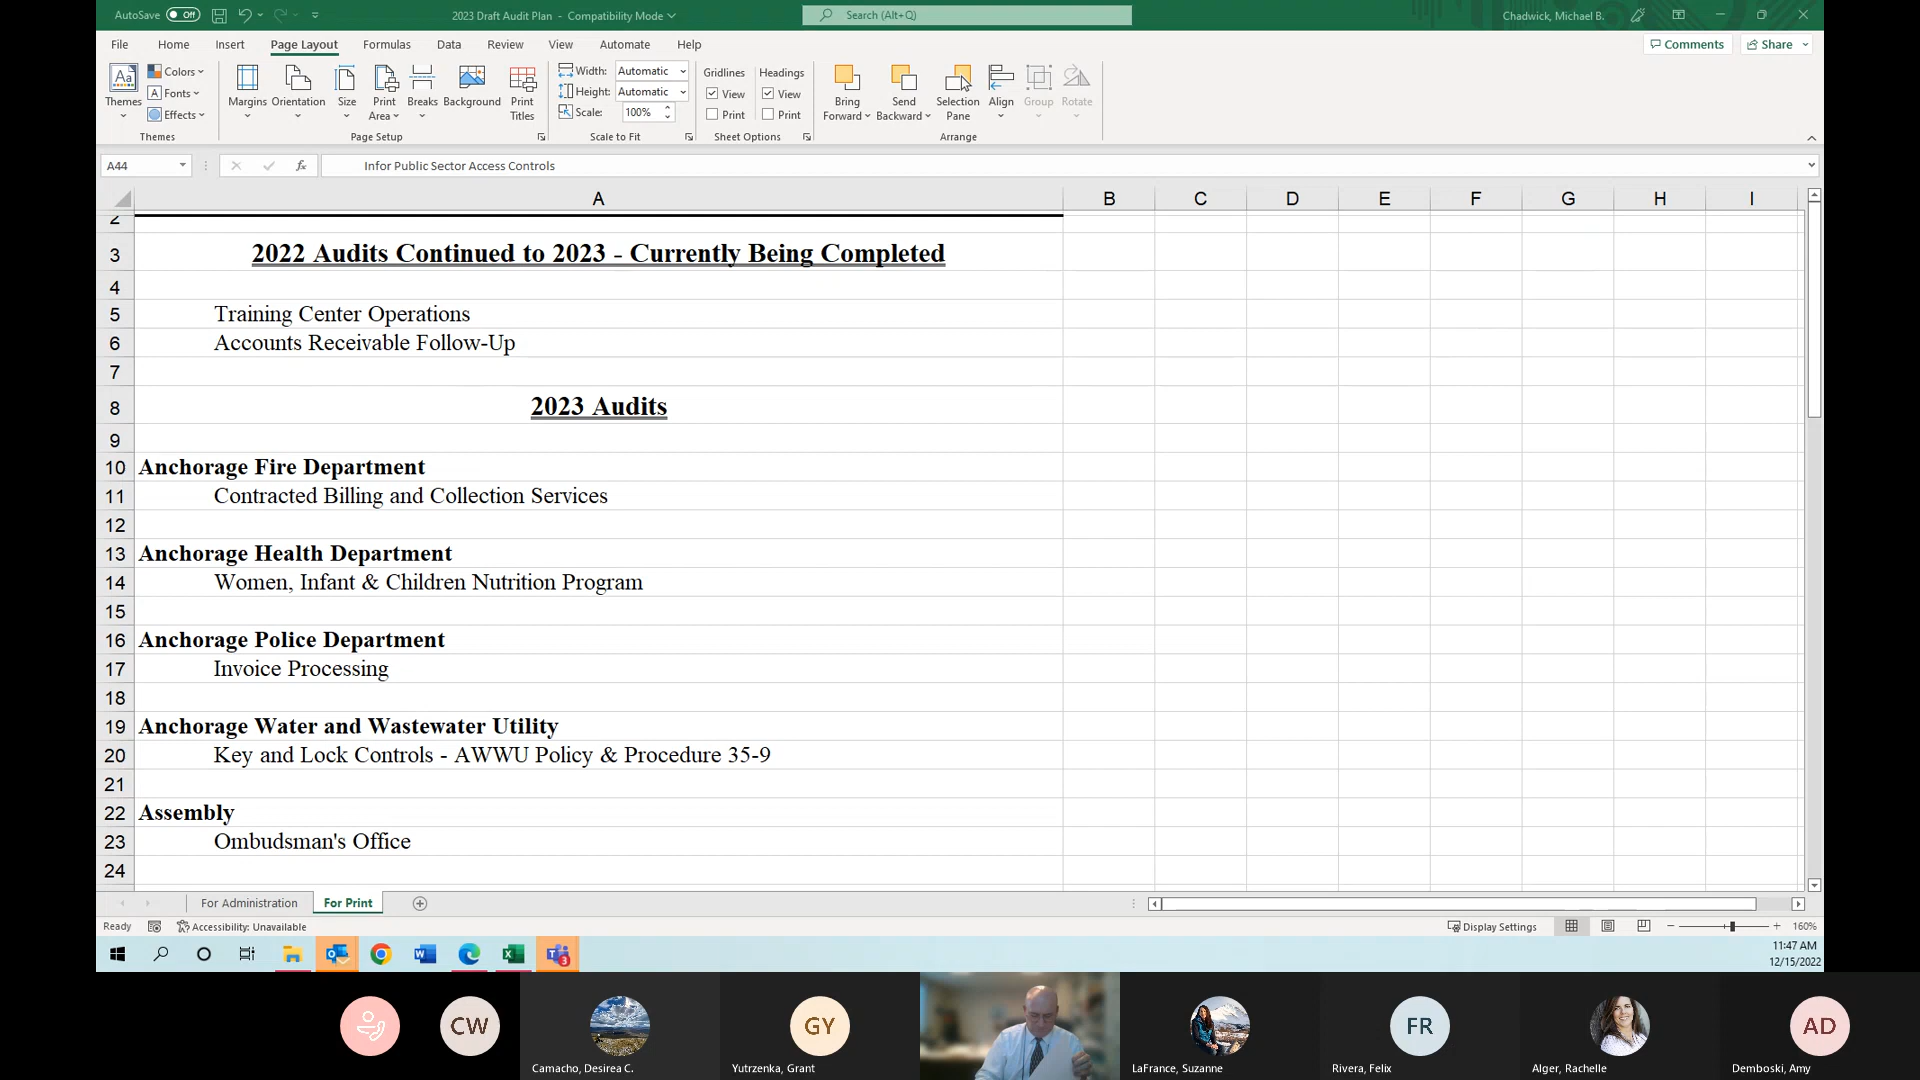 AutoSave Off 2023 Draft Audit Plan - Compatibility Mode Search (Alt+Q) Chadwick, Michael B.
File Home Insert Page Layout Formulas Data Review View Automate Help Comments Share
Themes Colors Fonts Effects
Margins Orientation Size Print Area Breaks Background Print Titles
Width: Automatic
Height: Automatic
Scale: 100%
Gridlines Headings
View View
Print Print
Bring Forward Send Backward Selection Pane Align Group Rotate
Themes Page Setup Scale to Fit Sheet Options Arrange
A44 fx Infor Public Sector Access Controls
A B C D E F G H I
2
3 2022 Audits Continued to 2023 - Currently Being Completed
4
5 Training Center Operations
6 Accounts Receivable Follow-Up
7
8 2023 Audits
9
10 Anchorage Fire Department
11 Contracted Billing and Collection Services
12
13 Anchorage Health Department
14 Women, Infant & Children Nutrition Program
15
16 Anchorage Police Department
17 Invoice Processing
18
19 Anchorage Water and Wastewater Utility
20 Key and Lock Controls - AWWU Policy & Procedure 35-9
21
22 Assembly
23 Ombudsman's Office
24
For Administration For Print
Ready Accessibility: Unavailable Display Settings 160%
11:47 AM
12/15/2022
CW GY FR AD
Camacho, Desirea C. Yutrzenka, Grant LaFrance, Suzanne Rivera, Felix Alger, Rachelle Demboski, Amy